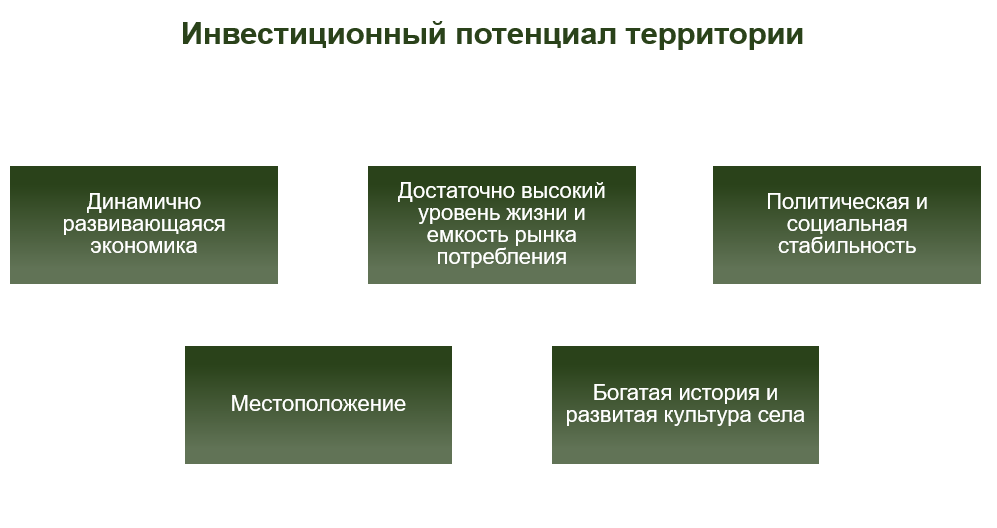 Инвестиционный потенциал территории
Динамично
развивающаяся
экономика
Достаточно высокий
уровень жизни и
емкость рынка
потребления
Политическая и
социальная
стабильность
Местоположение
Богатая история и
развитая культура села